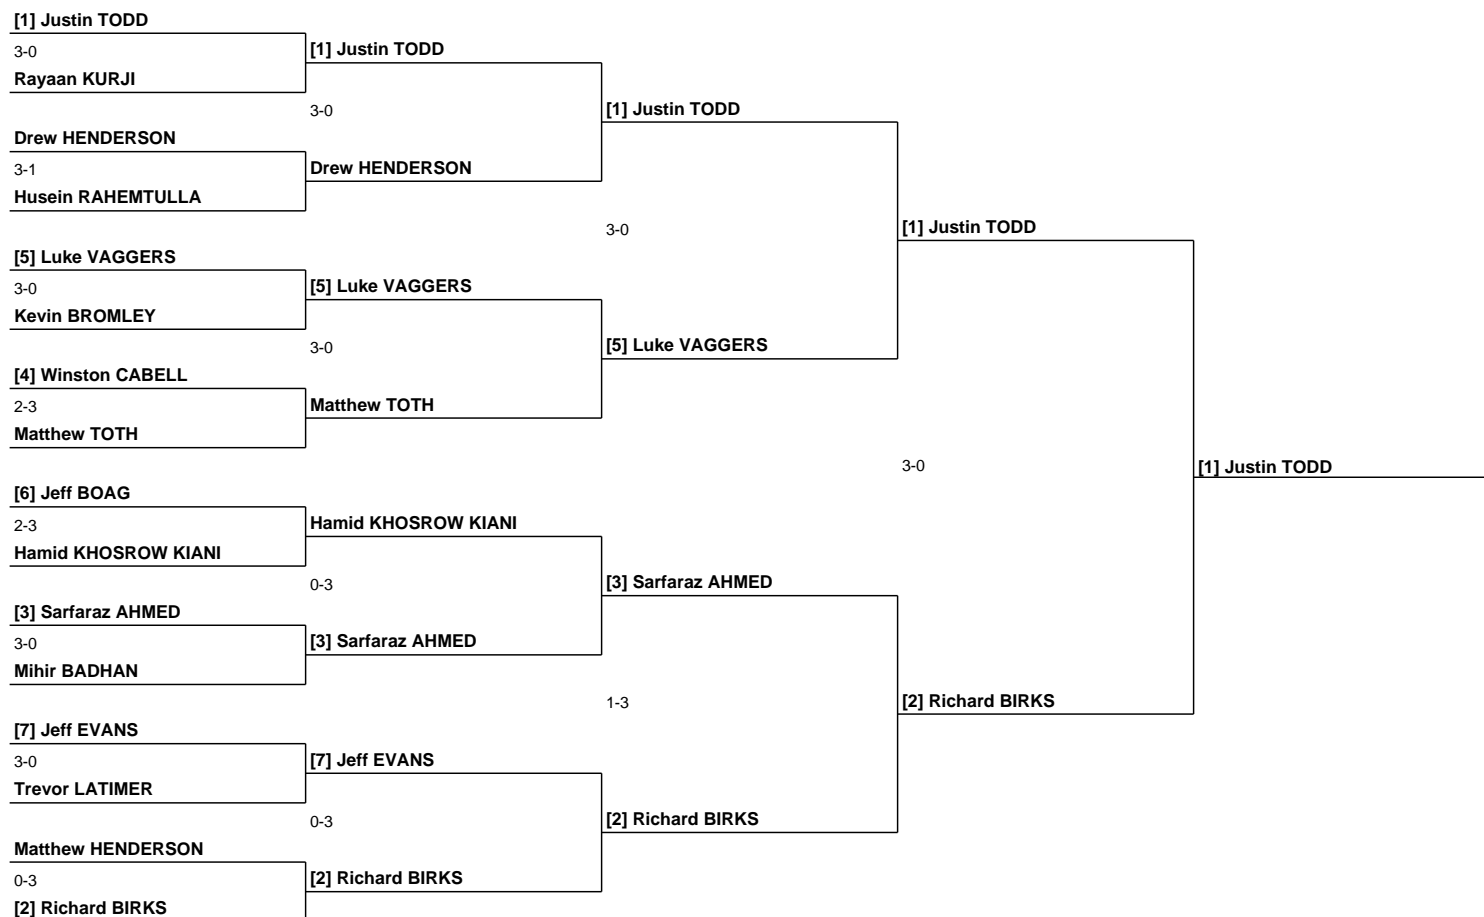 [1] Justin TODD
3-0
Rayaan KURJI
Drew HENDERSON
3-1
Husein RAHEMTULLA
[5] Luke VAGGERS
3-0
Kevin BROMLEY
[4] Winston CABELL
2-3
Matthew TOTH
[6] Jeff BOAG
2-3
Hamid KHOSROW KIANI
[3] Sarfaraz AHMED
3-0
Mihir BADHAN
[7] Jeff EVANS
3-0
Trevor LATIMER
Matthew HENDERSON
0-3
[2] Richard BIRKS
[1] Justin TODD
3-0
Drew HENDERSON
[5] Luke VAGGERS
3-0
Matthew TOTH
Hamid KHOSROW KIANI
0-3
[3] Sarfaraz AHMED
[7] Jeff EVANS
0-3
[2] Richard BIRKS
[1] Justin TODD
3-0
[5] Luke VAGGERS
[3] Sarfaraz AHMED
1-3
[2] Richard BIRKS
[1] Justin TODD
3-0
[2] Richard BIRKS
[1] Justin TODD